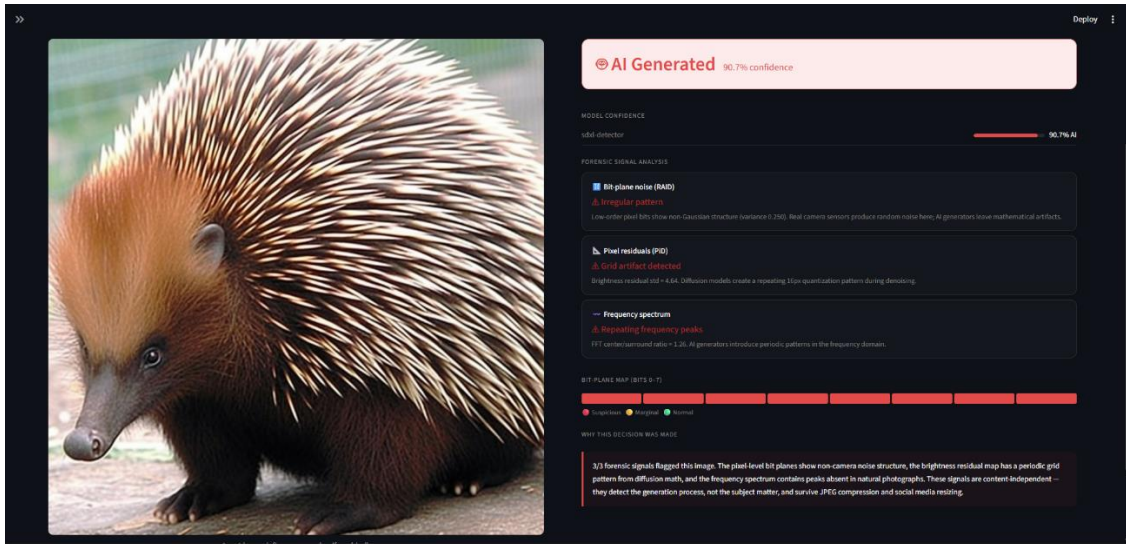 Deploy
AI Generated 90.7% confidence
MODEL CONFIDENCE
sdxl-detector 90.7% AI
FORENSIC SIGNAL ANALYSIS
Bit-plane noise (RAID)
Irregular pattern
Low-order pixel bits show non-Gaussian structure (variance 0.250). Real camera sensors produce random noise here; AI generators leave mathematical artifacts.
Pixel residuals (PiD)
Grid artifact detected
Brightness residual std = 4.64. Diffusion models create a repeating 16px quantization pattern during denoising.
Frequency spectrum
Repeating frequency peaks
FFT center/surround ratio = 1.26. AI generators introduce periodic patterns in the frequency domain.
BIT-PLANE MAP (BITS 0–7)
Suspicious Marginal Normal
WHY THIS DECISION WAS MADE
3/3 forensic signals flagged this image. The pixel-level bit planes show non-camera noise structure, the brightness residual map has a periodic grid
pattern from diffusion math, and the frequency spectrum contains peaks absent in natural photographs. These signals are content-independent —
they detect the generation process, not the subject matter, and survive JPEG compression and social media resizing.